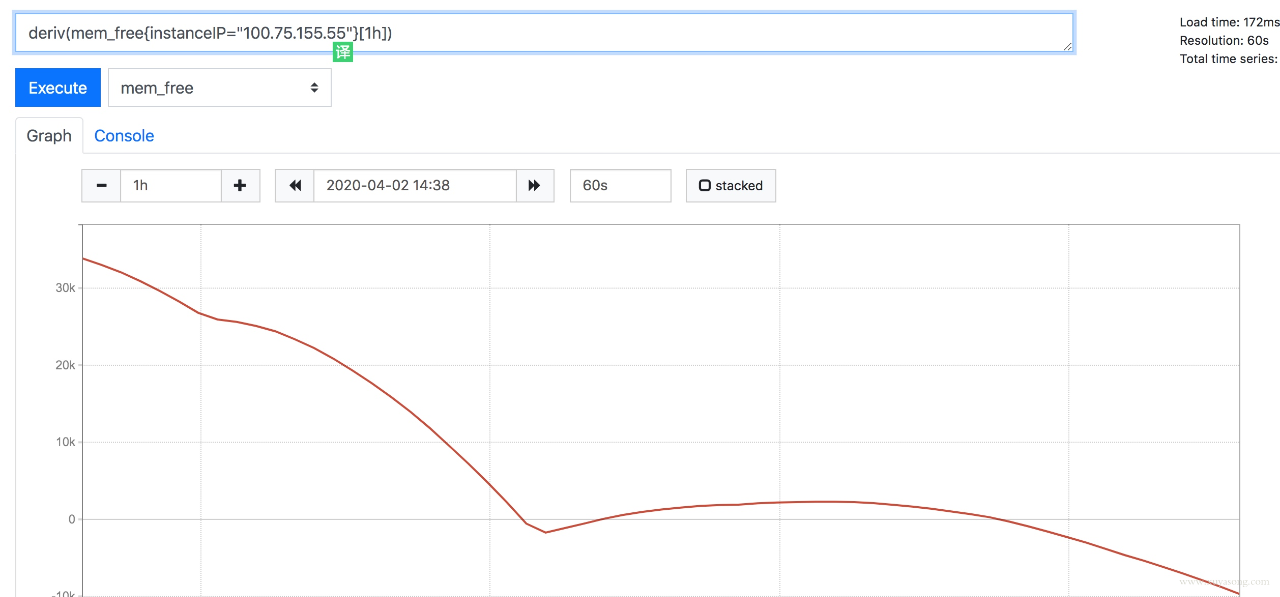 deriv(mem_free{instanceIP="100.75.155.55"}[1h])
译
Load time: 172ms
Resolution: 60s
Total time series:
Execute
mem_free
Graph
Console
1h
2020-04-02 14:38
60s
stacked
30k
20k
10k
0
-10k